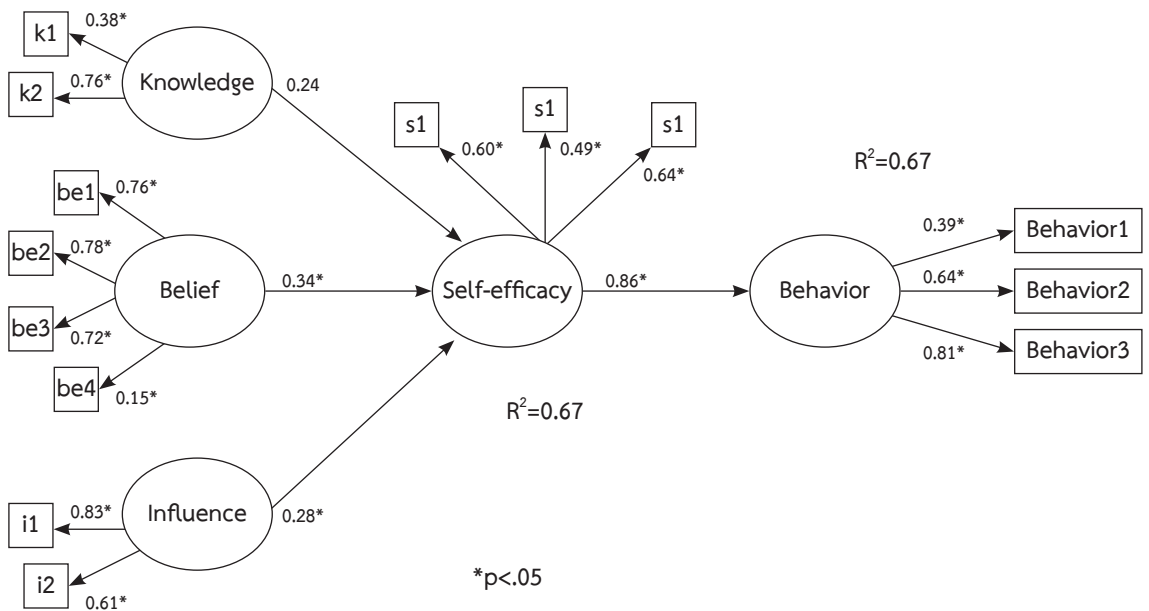 k1
0.38*
Knowledge
k2
0.76*
0.24
s1
s1
s1
0.60*
0.49*
0.64*
R²=0.67
be1
0.76*
be2
0.78*
Belief
be3
0.72*
be4
0.15*
0.34*
Self-efficacy
0.86*
Behavior
0.39*
Behavior1
0.64*
Behavior2
0.81*
Behavior3
R²=0.67
i1
0.83*
Influence
0.28*
i2
0.61*
*p<.05